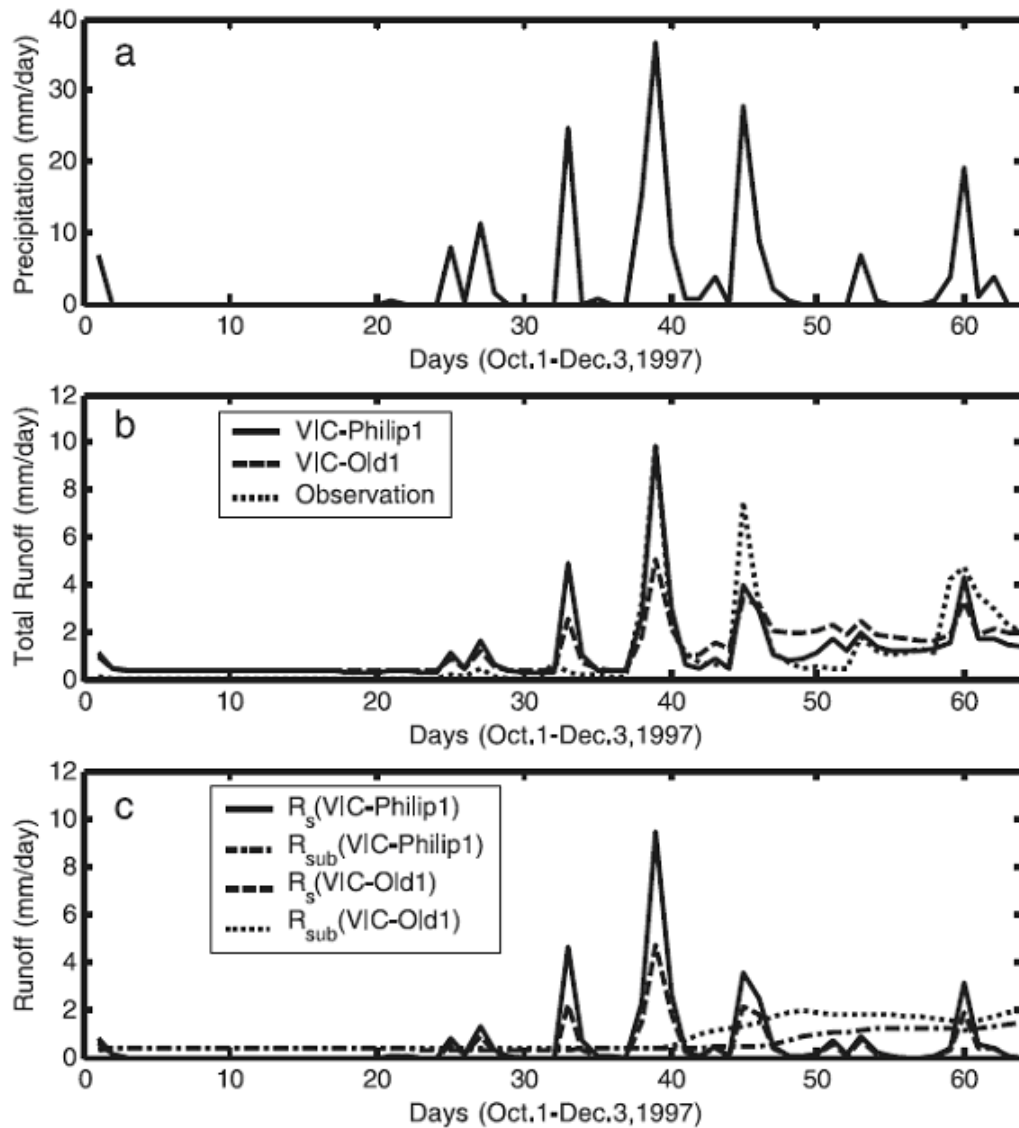 a
Precipitation (mm/day)
40
30
20
10
0
0 10 20 30 40 50 60
Days (Oct.1-Dec.3,1997)
b
Total Runoff (mm/day)
12
10
8
6
4
2
0
VIC-Philip1
VIC-Old1
Observation
0 10 20 30 40 50 60
Days (Oct.1-Dec.3,1997)
c
Runoff (mm/day)
12
10
8
6
4
2
0
Rs(VIC-Philip1)
Rsub(VIC-Philip1)
Rs(VIC-Old1)
Rsub(VIC-Old1)
0 10 20 30 40 50 60
Days (Oct.1-Dec.3,1997)